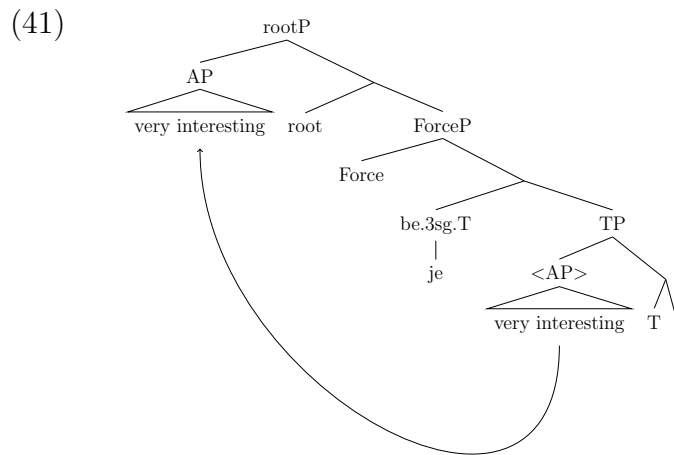 (41)
rootP
AP
very interesting
root
ForceP
Force
be.3sg.T
je
TP
<AP>
very interesting
T